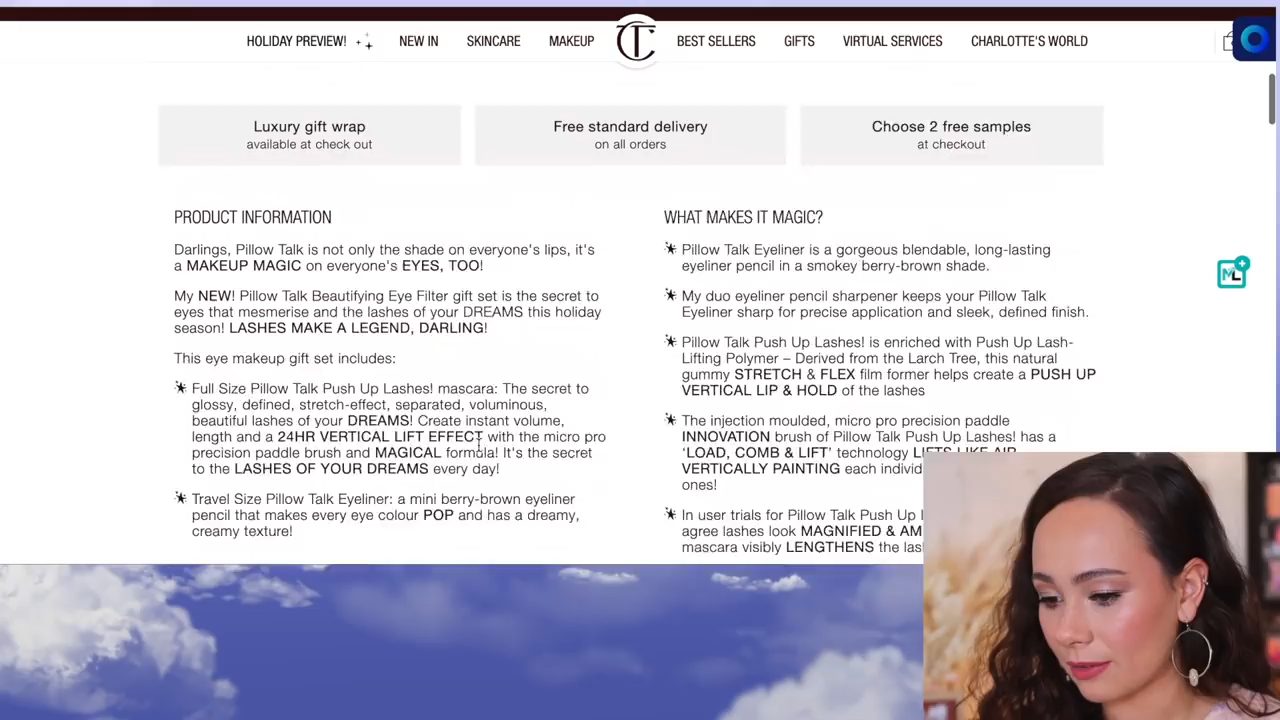 HOLIDAY PREVIEW! NEW IN SKINCARE MAKEUP CT BEST SELLERS GIFTS VIRTUAL SERVICES CHARLOTTE'S WORLD
Luxury gift wrap
available at check out
Free standard delivery
on all orders
Choose 2 free samples
at checkout
PRODUCT INFORMATION
Darlings, Pillow Talk is not only the shade on everyone's lips, it's
a MAKEUP MAGIC on everyone's EYES, TOO!
My NEW! Pillow Talk Beautifying Eye Filter gift set is the secret to
eyes that mesmerise and the lashes of your DREAMS this holiday
season! LASHES MAKE A LEGEND, DARLING!
This eye makeup gift set includes:
Full Size Pillow Talk Push Up Lashes! mascara: The secret to
glossy, defined, stretch-effect, separated, voluminous,
beautiful lashes of your DREAMS! Create instant volume,
length and a 24HR VERTICAL LIFT EFFECT with the micro pro
precision paddle brush and MAGICAL formula! It's the secret
to the LASHES OF YOUR DREAMS every day!
Travel Size Pillow Talk Eyeliner: a mini berry-brown eyeliner
pencil that makes every eye colour POP and has a dreamy,
creamy texture!
WHAT MAKES IT MAGIC?
Pillow Talk Eyeliner is a gorgeous blendable, long-lasting
eyeliner pencil in a smokey berry-brown shade.
My duo eyeliner pencil sharpener keeps your Pillow Talk
Eyeliner sharp for precise application and sleek, defined finish.
Pillow Talk Push Up Lashes! is enriched with Push Up Lash-
Lifting Polymer – Derived from the Larch Tree, this natural
gummy STRETCH & FLEX film former helps create a PUSH UP
VERTICAL LIP & HOLD of the lashes
The injection moulded, micro pro precision paddle
INNOVATION brush of Pillow Talk Push Up Lashes! has a
‘LOAD, COMB & LIFT’ technology LIFTS LIKE AIR
VERTICALLY PAINTING each individ
ones!
In user trials for Pillow Talk Push Up
agree lashes look MAGNIFIED & AM
mascara visibly LENGTHENS the las
ML